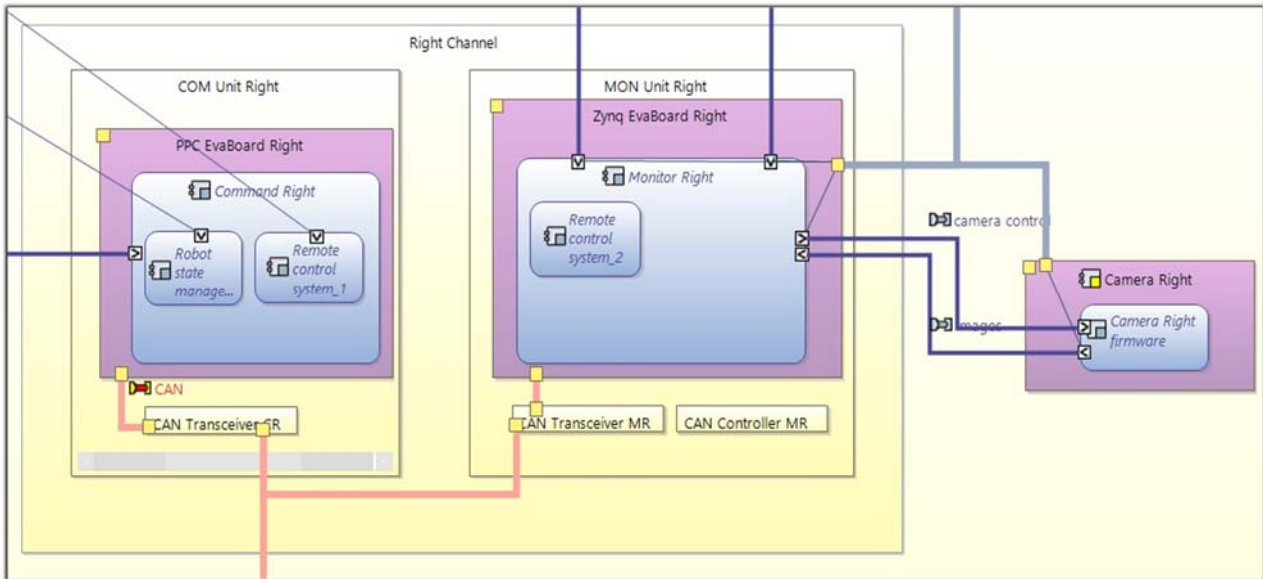 Right Channel
COM Unit Right
MON Unit Right
PPC EvaBoard Right
Zynq EvaBoard Right
Command Right
Monitor Right
Robot
state
manage...
Remote
control
system_1
Remote
control
system_2
camera control
Camera Right
Camera Right
firmware
CAN
CAN Transceiver
CAN Transceiver MR
CAN Controller MR